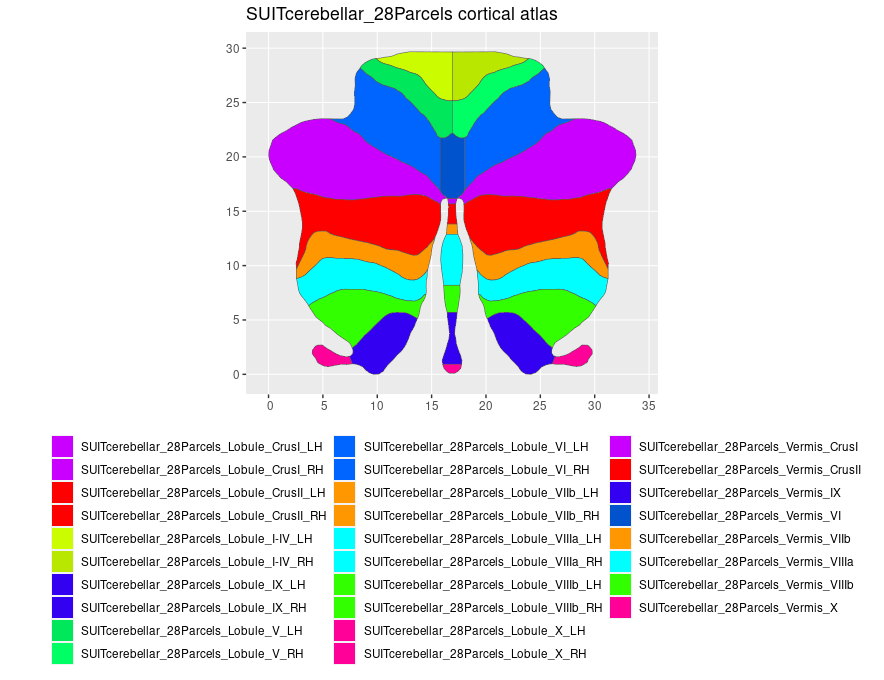 SUITcerebellar_28Parcels cortical atlas
30
25
20
15
10
5
0
0 5 10 15 20 25 30 35
SUITcerebellar_28Parcels_Lobule_CrusI_LH
SUITcerebellar_28Parcels_Lobule_CrusI_RH
SUITcerebellar_28Parcels_Lobule_CrusII_LH
SUITcerebellar_28Parcels_Lobule_CrusII_RH
SUITcerebellar_28Parcels_Lobule_I-IV_LH
SUITcerebellar_28Parcels_Lobule_I-IV_RH
SUITcerebellar_28Parcels_Lobule_IX_LH
SUITcerebellar_28Parcels_Lobule_IX_RH
SUITcerebellar_28Parcels_Lobule_V_LH
SUITcerebellar_28Parcels_Lobule_V_RH
SUITcerebellar_28Parcels_Lobule_VI_LH
SUITcerebellar_28Parcels_Lobule_VI_RH
SUITcerebellar_28Parcels_Lobule_VIIb_LH
SUITcerebellar_28Parcels_Lobule_VIIb_RH
SUITcerebellar_28Parcels_Lobule_VIIIa_LH
SUITcerebellar_28Parcels_Lobule_VIIIa_RH
SUITcerebellar_28Parcels_Lobule_VIIIb_LH
SUITcerebellar_28Parcels_Lobule_VIIIb_RH
SUITcerebellar_28Parcels_Lobule_X_LH
SUITcerebellar_28Parcels_Lobule_X_RH
SUITcerebellar_28Parcels_Vermis_CrusI
SUITcerebellar_28Parcels_Vermis_CrusII
SUITcerebellar_28Parcels_Vermis_IX
SUITcerebellar_28Parcels_Vermis_VI
SUITcerebellar_28Parcels_Vermis_VIIb
SUITcerebellar_28Parcels_Vermis_VIIIa
SUITcerebellar_28Parcels_Vermis_VIIIb
SUITcerebellar_28Parcels_Vermis_X